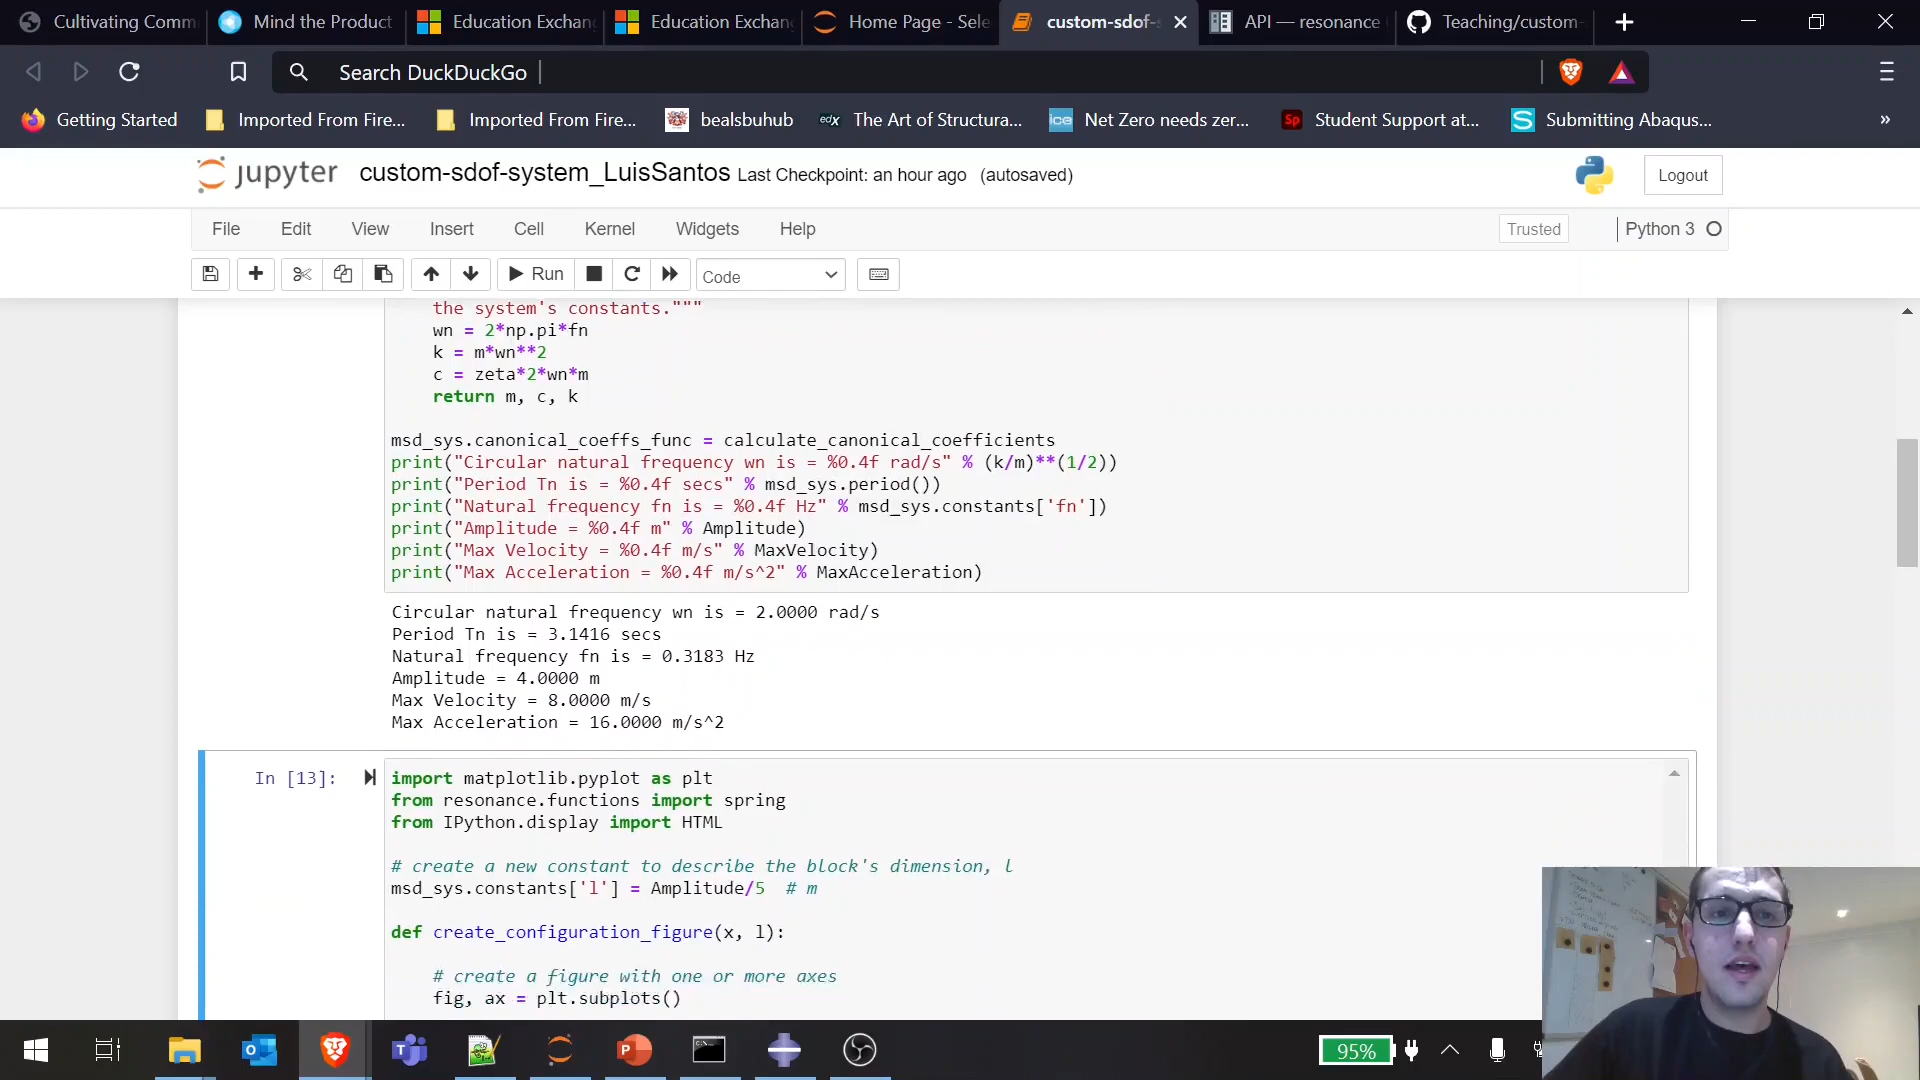 Cultivating Comm
Mind the Product
Education Exchan
Education Exchan
Home Page - Sele
custom-sdof-s
API — resonance
Teaching/custom-
Search DuckDuckGo
Getting Started
Imported From Fire...
Imported From Fire...
bealsbuhub
edx
The Art of Structura...
ice
Net Zero needs zer...
Sp
Student Support at...
S
Submitting Abaqus...
»
jupyter
custom-sdof-system_LuisSantos
Last Checkpoint: an hour ago (autosaved)
Logout
File
Edit
View
Insert
Cell
Kernel
Widgets
Help
Trusted
Python 3
Run
Code
the system's constants."""
wn = 2*np.pi*fn
k = m*wn**2
c = zeta*2*wn*m
return m, c, k
msd_sys.canonical_coeffs_func = calculate_canonical_coefficients
print("Circular natural frequency wn is = %0.4f rad/s" % (k/m)**(1/2))
print("Period Tn is = %0.4f secs" % msd_sys.period())
print("Natural frequency fn is = %0.4f Hz" % msd_sys.constants['fn'])
print("Amplitude = %0.4f m" % Amplitude)
print("Max Velocity = %0.4f m/s" % MaxVelocity)
print("Max Acceleration = %0.4f m/s^2" % MaxAcceleration)
Circular natural frequency wn is = 2.0000 rad/s
Period Tn is = 3.1416 secs
Natural frequency fn is = 0.3183 Hz
Amplitude = 4.0000 m
Max Velocity = 8.0000 m/s
Max Acceleration = 16.0000 m/s^2
In [13]:
import matplotlib.pyplot as plt
from resonance.functions import spring
from IPython.display import HTML
# create a new constant to describe the block's dimension, l
msd_sys.constants['l'] = Amplitude/5 # m
def create_configuration_figure(x, l):
# create a figure with one or more axes
fig, ax = plt.subplots()
95%